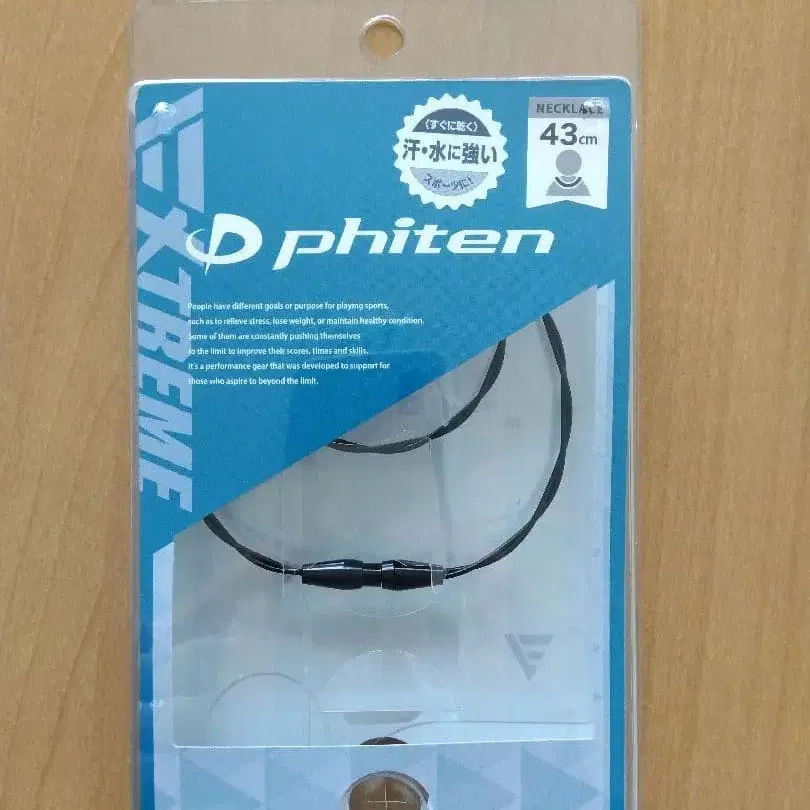 〈すぐに乾く〉
汗・水に強い
スポーツに!
NECKLACE
43cm
phiten
EXTREME
People have different goals or purpose for playing sports,
such as to relieve stress, lose weight, or maintain healthy condition.
Some of them are constantly pushing themselves
to the limit to improve their scores, times and skills.
It's a performance gear that was developed to support for
those who aspire to beyond the limit.